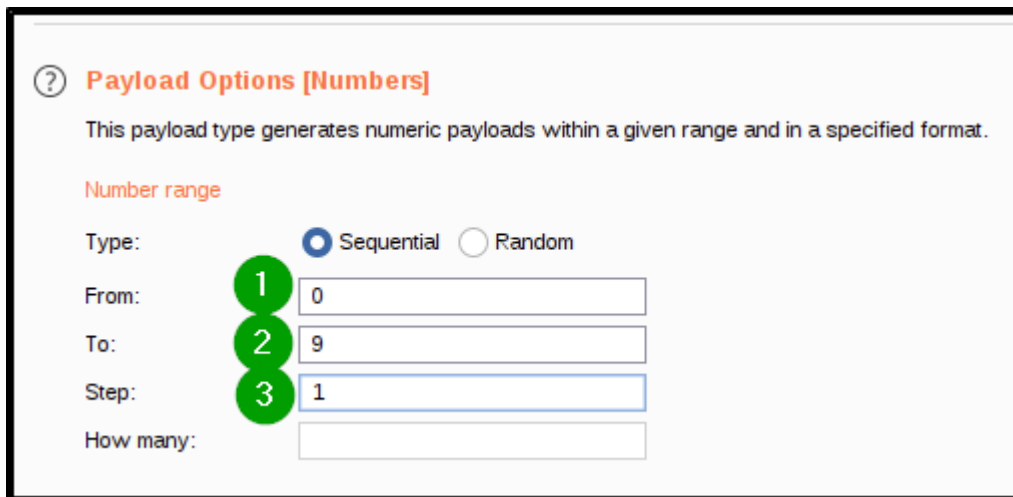 ? Payload Options [Numbers]
This payload type generates numeric payloads within a given range and in a specified format.
Number range
Type: Sequential Random
From: 1 0
To: 2 9
Step: 3 1
How many: